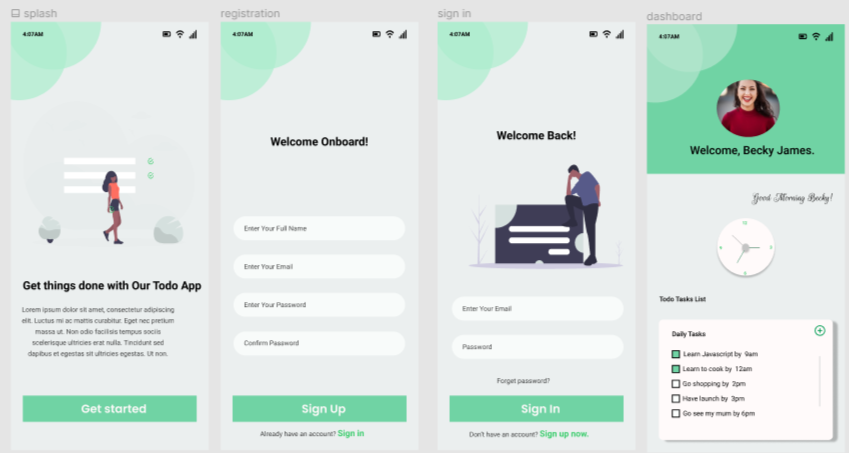 splash
4:07AM
Get things done with Our Todo App
Lorem ipsum dolor sit amet, consectetur adipiscing
elit. Luctus mi ac mattis curabitur. Eget nec pretium
massa ut. Non odio facilisis tempus sociis
scelerisque ultricies erat nulla. Tincidunt sed
dapibus et egestas sit ultricies egestas. Ut non.
Get started
registration
4:07AM
Welcome Onboard!
Enter Your Full Name
Enter Your Email
Enter Your Password
Confirm Password
Sign Up
Already have an account? Sign in
sign in
4:07AM
Welcome Back!
Enter Your Email
Password
Forget password?
Sign In
Don't have an account? Sign up now.
dashboard
4:07AM
Welcome, Becky James.
Good Morning Becky!
Todo Tasks List
Daily Tasks
Learn Javascript by 9am
Learn to cook by 12am
Go shopping by 2pm
Have launch by 3pm
Go see my mum by 6pm